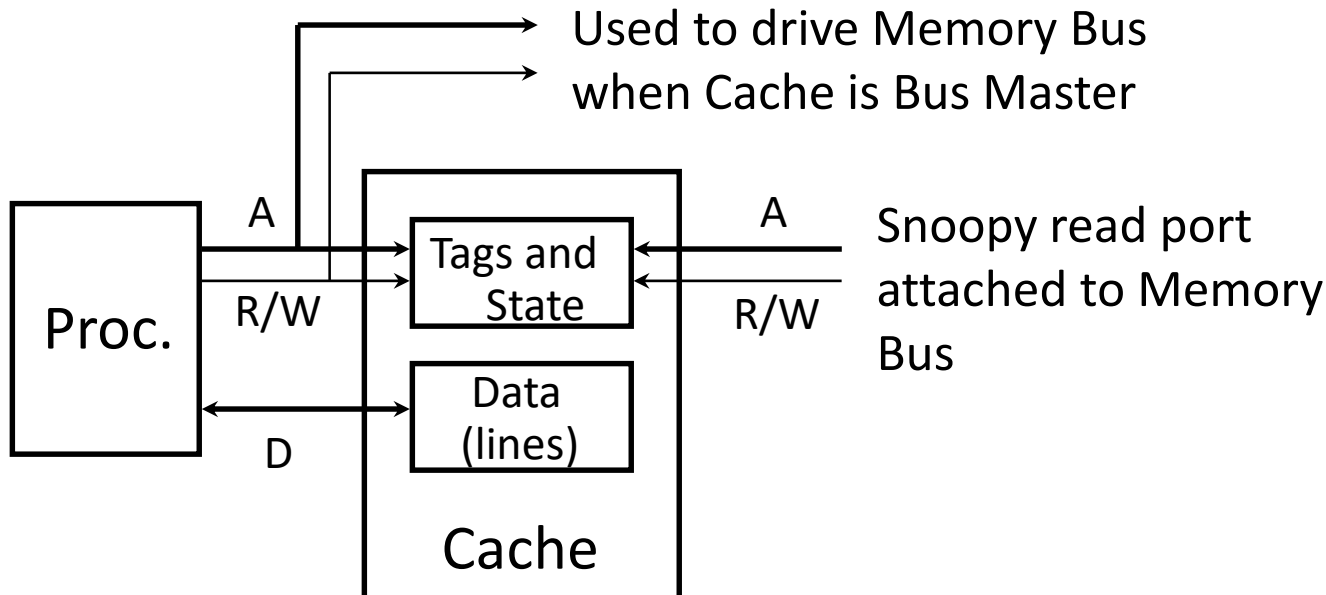 Used to drive Memory Bus
when Cache is Bus Master
A
A
Snoopy read port
attached to Memory
Bus
R/W
R/W
Tags and
State
Proc.
Data
(lines)
D
Cache